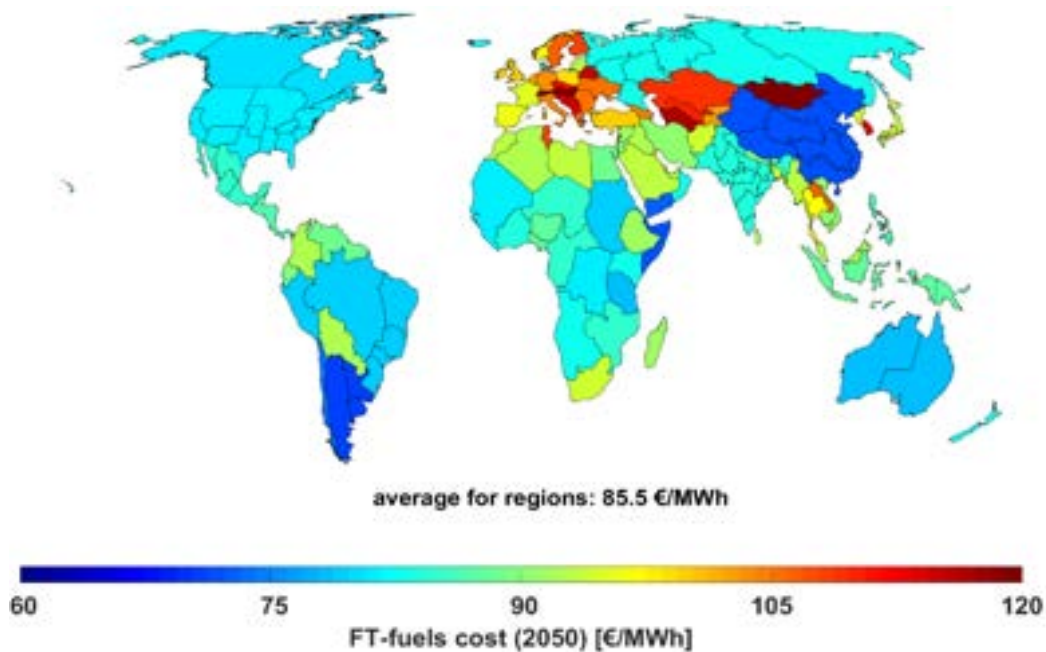 average for regions: 85.5 €/MWh
60 75 90 105 120
FT-fuels cost (2050) [€/MWh]